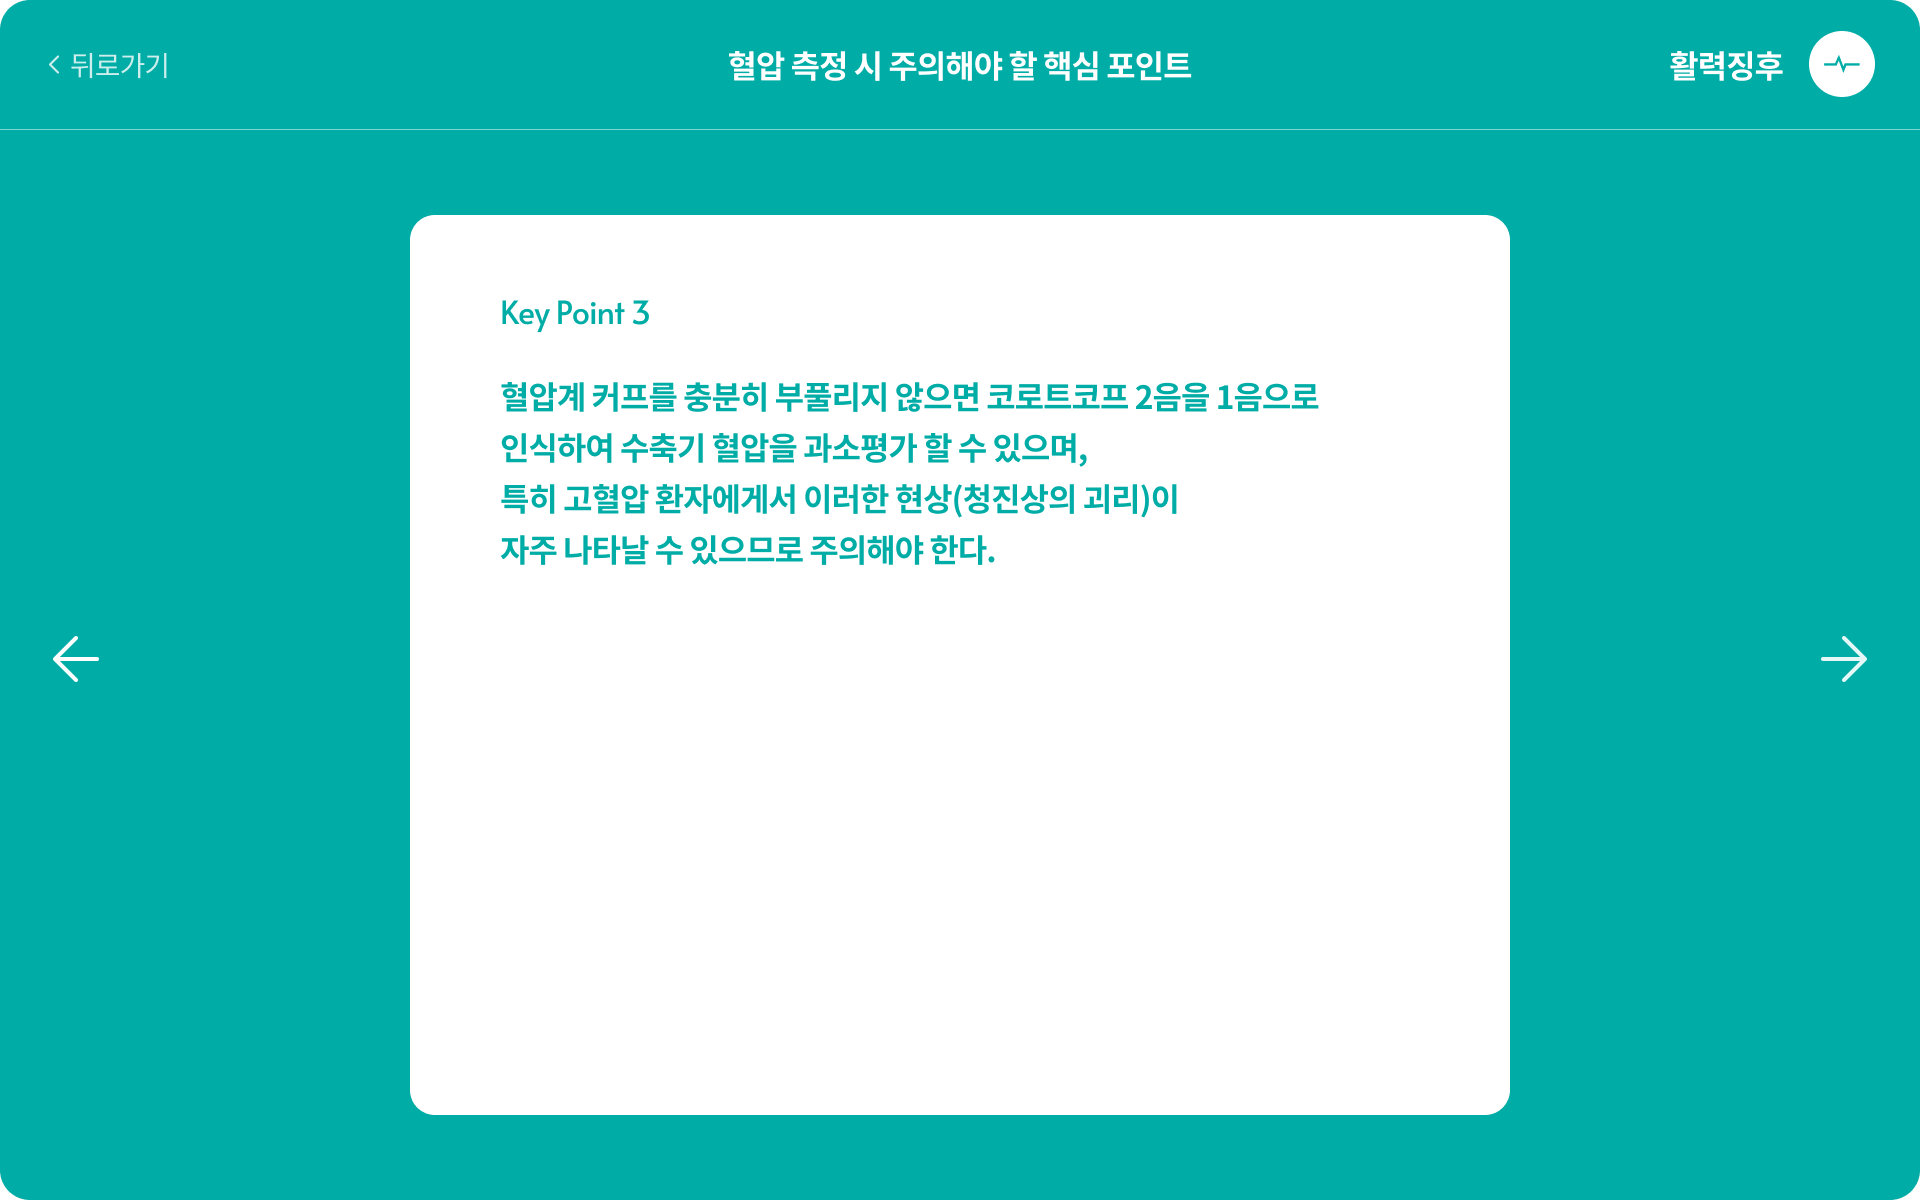 뒤로가기
혈압 측정 시 주의해야 할 핵심 포인트
활력징후
Key Point 3
혈압계 커프를 충분히 부풀리지 않으면 코로트코프 2음을 1음으로
인식하여 수축기 혈압을 과소평가 할 수 있으며,
특히 고혈압 환자에게서 이러한 현상(청진상의 괴리)이
자주 나타날 수 있으므로 주의해야 한다.